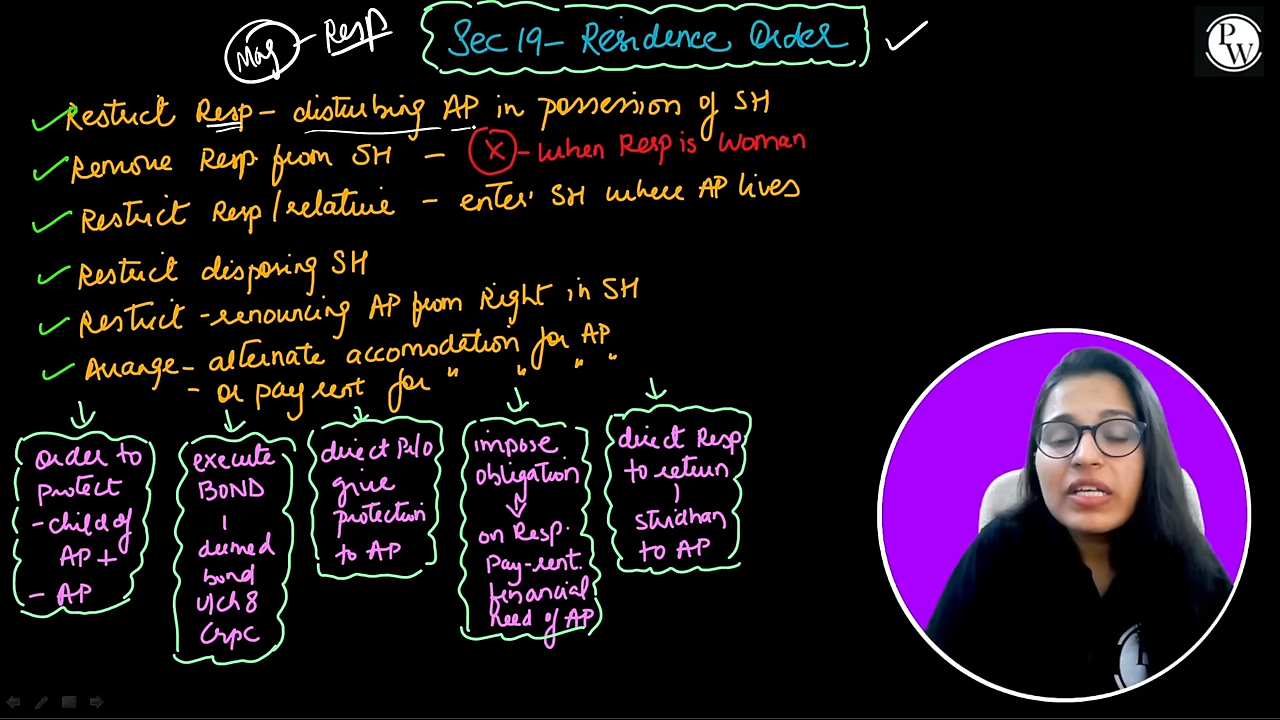 Mag - Resp
Sec 19 - Residence Order
PW
Restrict Resp - disturbing AP in possession of SH
Remove Resp from SH - X - when Resp is woman
Restrict Resp/relative - enter SH where AP lives
Restrict disposing SH
Restrict - renouncing AP from Right in SH
Arrange - alternate accomodation for AP
- or pay rent for " " " "
order to
protect
- child of
AP +
- AP
execute
BOND
deemed
bond
u/ch 8
CrPC
direct P/O
give
protection
to AP
impose
obligation
on Resp.
Pay-rent.
financial
need of AP
direct Resp
to return
stridhan
to AP